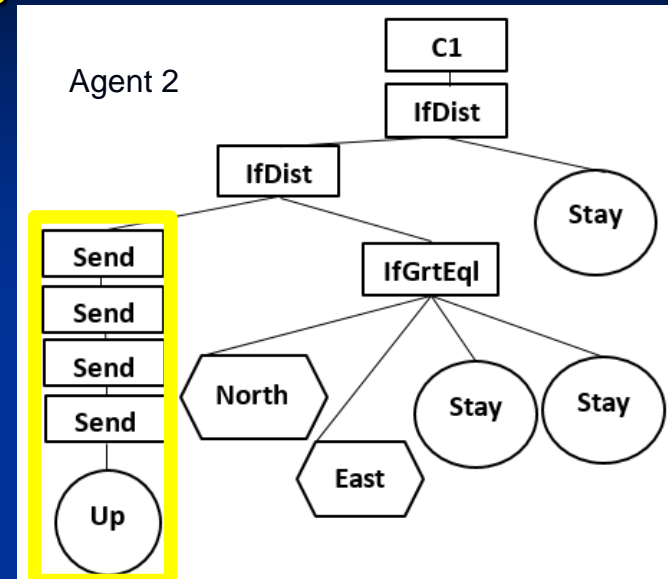 C1
Agent 2
IfDist
IfDist
Stay
Send
IfGrtEql
Send
Send
North
Stay
Stay
Send
East
Up